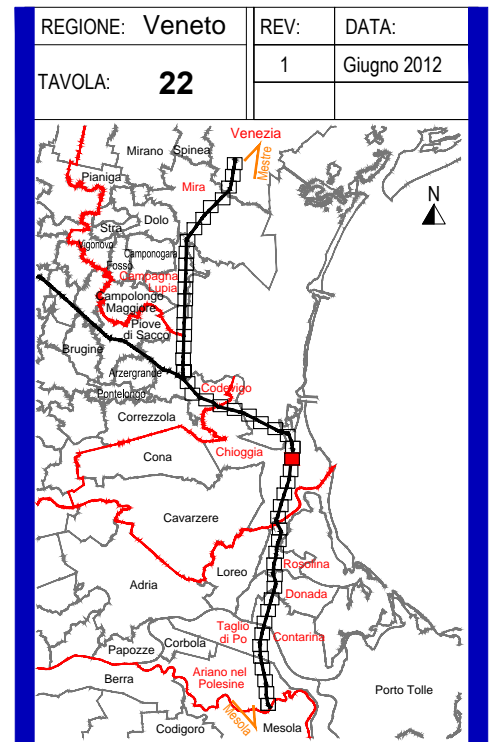 REGIONE: Veneto
REV:
DATA:
TAVOLA: 22
1
Giugno 2012
Venezia
Mestre
Mirano
Spinea
Pianiga
Mira
N
Dolo
Stra
Vigonovo
Camponogara
Fosso
Campagna
Lupia
Campolongo
Maggiore
Piove
di Sacco
Brugine
Arzergrande
Pontelongo
Codevigo
Correzzola
Chioggia
Cona
Cavarzere
Loreo
Rosolina
Adria
Donada
Taglio
di Po
Contarina
Corbola
Papozze
Berra
Ariano nel
Polesine
Porto Tolle
Mesola
Mesola
Codigoro